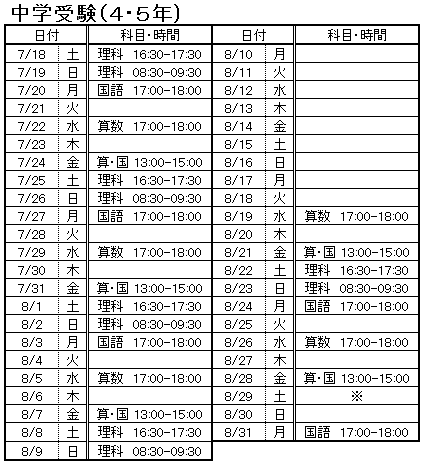 中学受験(4・5年)
日付 科目・時間 日付 科目・時間
7/18 土 理科 16:30-17:30 8/10 月
7/19 日 理科 08:30-09:30 8/11 火
7/20 月 国語 17:00-18:00 8/12 水
7/21 火 8/13 木
7/22 水 算数 17:00-18:00 8/14 金
7/23 木 8/15 土
7/24 金 算・国 13:00-15:00 8/16 日
7/25 土 理科 16:30-17:30 8/17 月
7/26 日 理科 08:30-09:30 8/18 火
7/27 月 国語 17:00-18:00 8/19 水 算数 17:00-18:00
7/28 火 8/20 木
7/29 水 算数 17:00-18:00 8/21 金 算・国 13:00-15:00
7/30 木 8/22 土 理科 16:30-17:30
7/31 金 算・国 13:00-15:00 8/23 日 理科 08:30-09:30
8/1 土 理科 16:30-17:30 8/24 月 国語 17:00-18:00
8/2 日 理科 08:30-09:30 8/25 火
8/3 月 国語 17:00-18:00 8/26 水 算数 17:00-18:00
8/4 火 8/27 木
8/5 水 算数 17:00-18:00 8/28 金 算・国 13:00-15:00
8/6 木 8/29 土 ※
8/7 金 算・国 13:00-15:00 8/30 日
8/8 土 理科 16:30-17:30 8/31 月 国語 17:00-18:00
8/9 日 理科 08:30-09:30